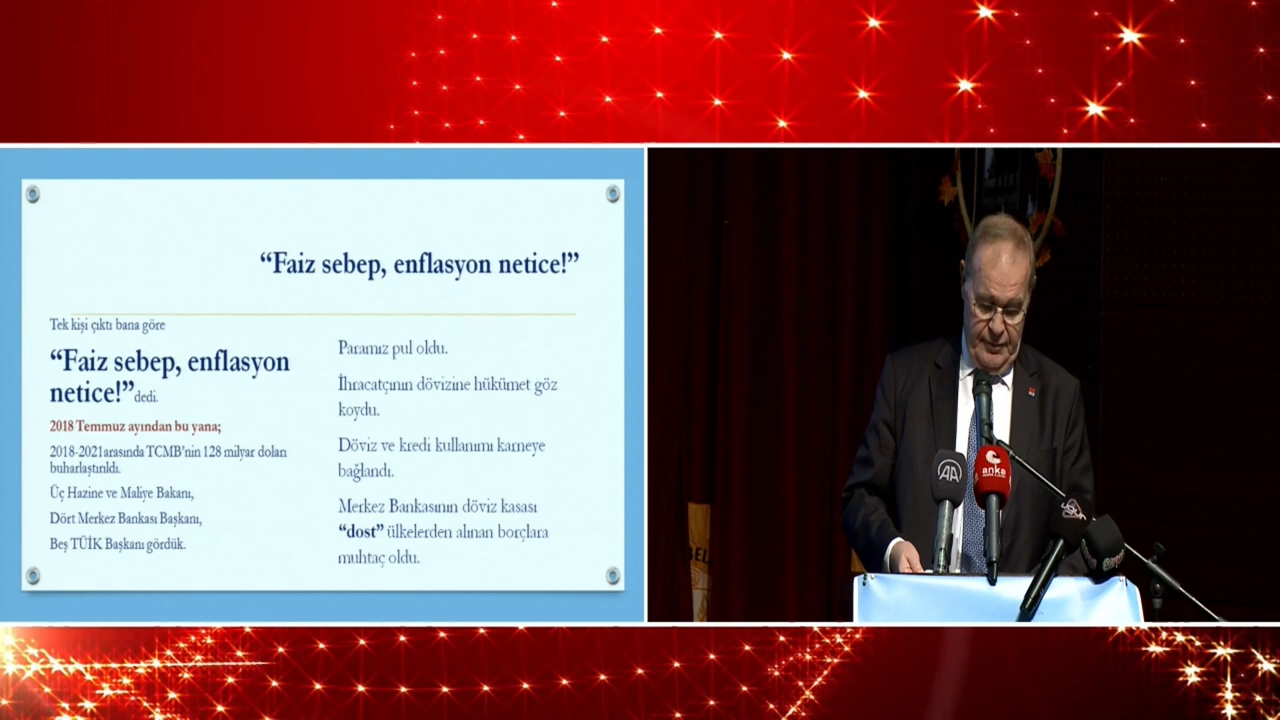 “Faiz sebep, enflasyon netice!”
Tek kişi çıktı bana göre
“Faiz sebep, enflasyon
netice!”dedi.
2018 Temmuz ayından bu yana;
2018-2021arasında TCMB’nin 128 milyar doları
buharlaştırıldı.
Üç Hazine ve Maliye Bakanı,
Dört Merkez Bankası Başkanı,
Beş TÜİK Başkanı gördük.
Paramız pul oldu.
İhracatçının dövizine hükümet göz
koydu.
Döviz ve kredi kullanımı karneye
bağlandı.
Merkez Bankasının döviz kasası
“dost” ülkelerden alınan borçlara
muhtaç oldu.
AA
anka